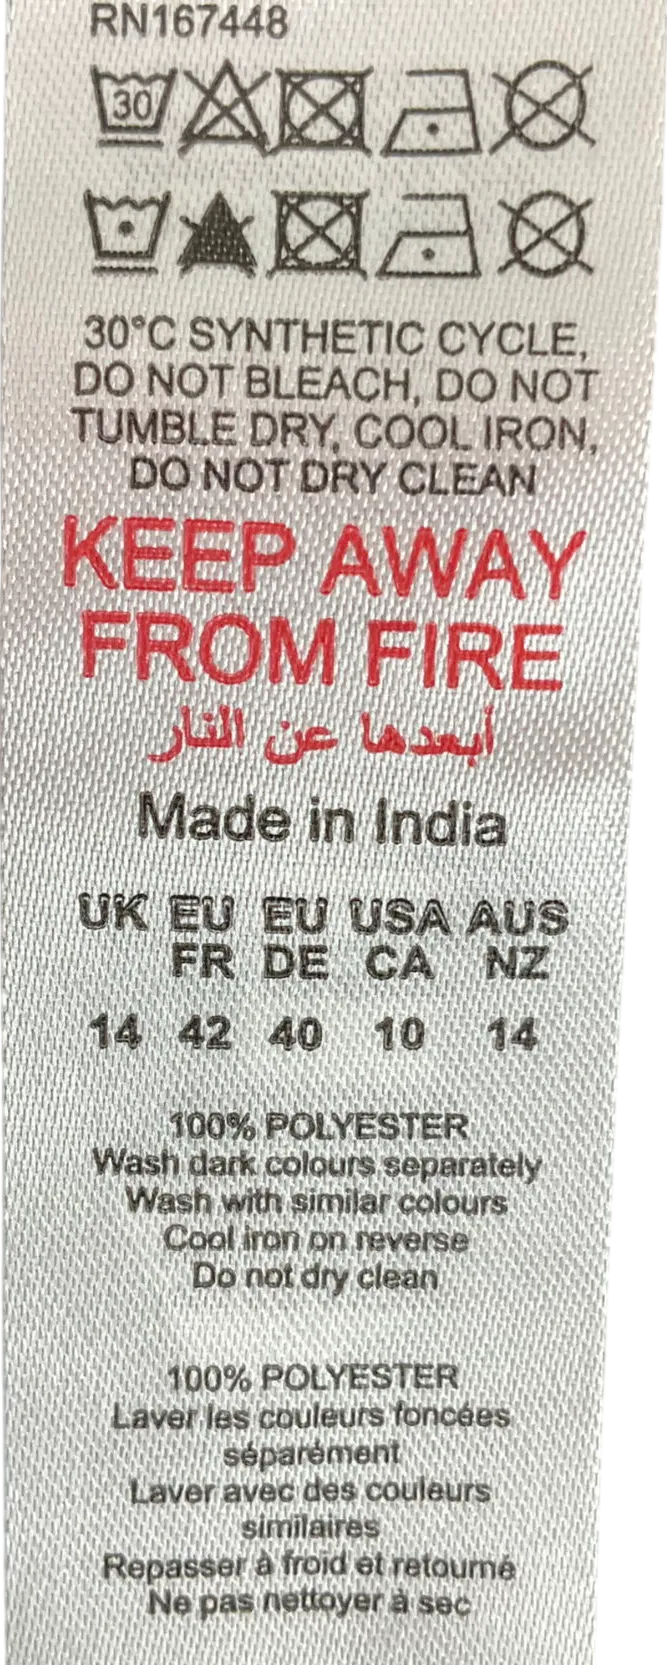 RN167448
30
30°C SYNTHETIC CYCLE,
DO NOT BLEACH, DO NOT
TUMBLE DRY, COOL IRON,
DO NOT DRY CLEAN
KEEP AWAY
FROM FIRE
أبعدها عن النار
Made in India
UK EU EU USA AUS
FR DE CA NZ
14 42 40 10 14
100% POLYESTER
Wash dark colours separately
Wash with similar colours
Cool iron on reverse
Do not dry clean
100% POLYESTER
Laver les couleurs foncées
séparément
Laver avec des couleurs
similaires
Repasser à froid et retourné
Ne pas nettoyer à sec